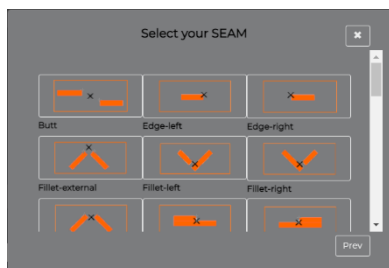 Select your SEAM
Butt Edge-left Edge-right
Fillet-external Fillet-left Fillet-right
Prev